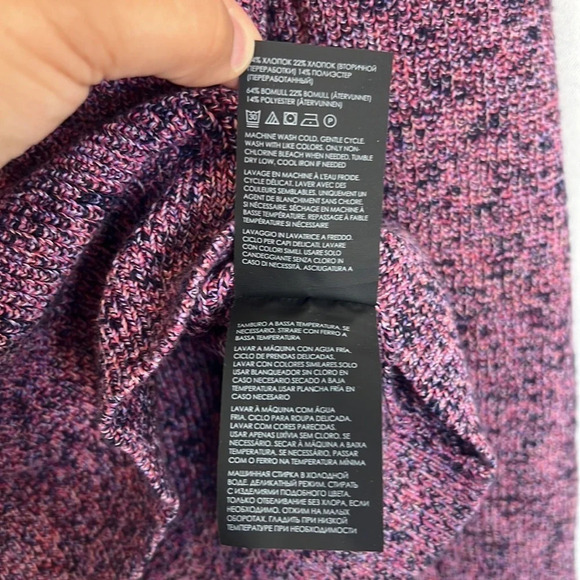 64% ХЛОПОК 22% ХЛОПОК (ВТОРИЧНОЙ
ПЕРЕРАБОТКИ) 14% ПОЛИЭСТЕР
(ПЕРЕРАБОТАННЫЙ)
64% BOMULL 22% BOMULL (ÅTERVUNNET)
14% POLYESTER (ÅTERVUNNEN)
30 P
MACHINE WASH COLD, GENTLE CYCLE.
WASH WITH LIKE COLORS. ONLY NON-
CHLORINE BLEACH WHEN NEEDED. TUMBLE
DRY LOW, COOL IRON IF NEEDED.
LAVAGE EN MACHINE À L'EAU FROIDE.
CYCLE DÉLICAT. LAVER AVEC DES
COULEURS SEMBLABLES. UNIQUEMENT UN
AGENT DE BLANCHIMENT SANS CHLORE,
SI NÉCESSAIRE. SÉCHAGE EN MACHINE À
BASSE TEMPÉRATURE. REPASSAGE À FAIBLE
TEMPÉRATURE SI NÉCESSAIRE
LAVAGGIO IN LAVATRICE A FREDDO.
CICLO PER CAPI DELICATI. LAVARE
CON COLORI SIMILI. USARE SOLO
CANDEGGIANTE SENZA CLORO IN
CASO DI NECESSITÀ. ASCIUGATURA A
TAMBURO A BASSA TEMPERATURA. SE
NECESSARIO, STIRARE CON FERRO A
BASSA TEMPERATURA
LAVAR A MÁQUINA CON AGUA FRÍA.
CICLO DE PRENDAS DELICADAS.
LAVAR CON COLORES SIMILARES.SOLO
USAR BLANQUEADOR SIN CLORO EN
CASO NECESARIO.SECADO A BAJA
TEMPERATURA.USAR PLANCHA FRÍA EN
CASO NECESARIO
LAVAR À MÁQUINA COM ÁGUA
FRIA. CICLO PARA ROUPA DELICADA.
LAVAR COM CORES PARECIDAS.
USAR APENAS LIXÍVIA SEM CLORO, SE
NECESSÁRIO. SECAR À MÁQUINA A BAIXA
TEMPERATURA. SE NECESSÁRIO, PASSAR
COM O FERRO NA TEMPERATURA MÍNIMA
МАШИННАЯ СТИРКА В ХОЛОДНОЙ
ВОДЕ. ДЕЛИКАТНЫЙ РЕЖИМ. СТИРАТЬ
С ИЗДЕЛИЯМИ ПОДОБНОГО ЦВЕТА.
ТОЛЬКО ОТБЕЛИВАНИЕ БЕЗ ХЛОРА, ЕСЛИ
НЕОБХОДИМО. ОТЖИМ НА МАЛЫХ
ОБОРОТАХ. ГЛАДИТЬ ПРИ НИЗКОЙ
ТЕМПЕРАТУРЕ ПРИ НЕОБХОДИМОСТИ